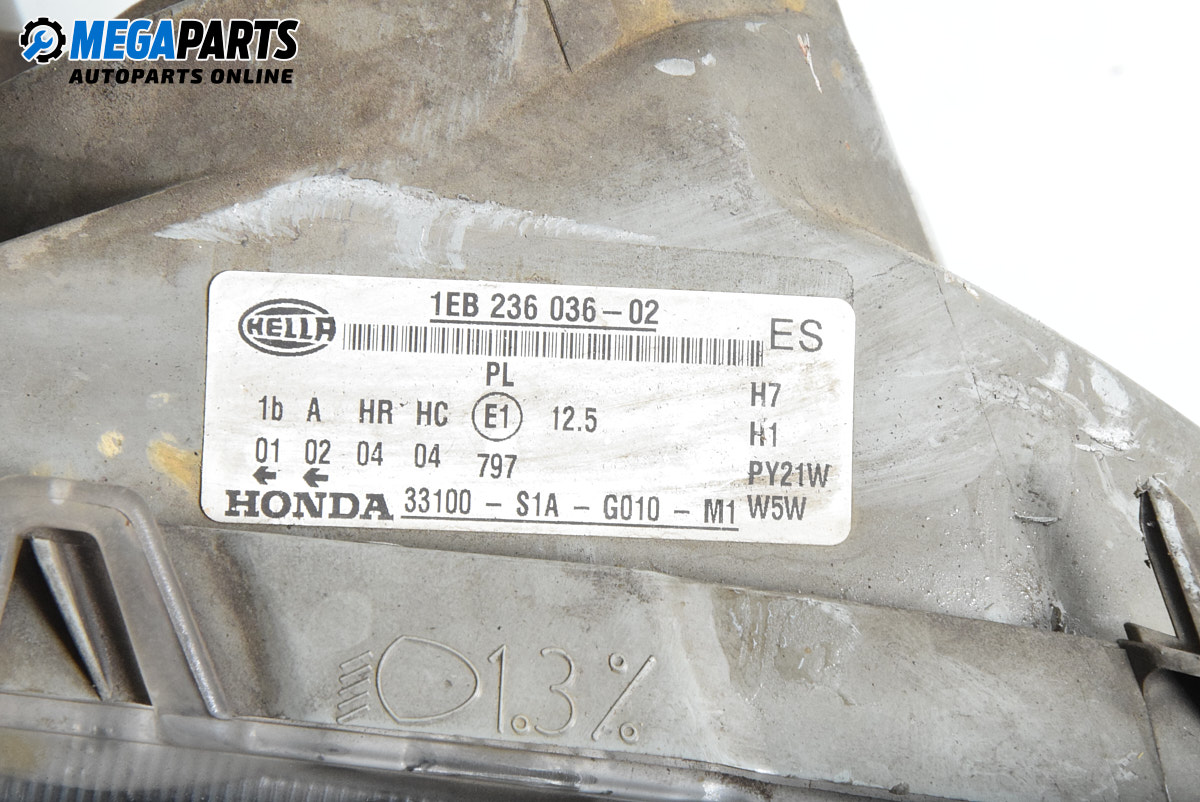 MEGAPARTS
AUTOPARTS ONLINE
1EB 236 036-02
HELLA
ES
PL
1b A HR HC E1 12.5
H7
H1
01 02 04 04 797
PY21W
HONDA 33100 - S1A - G010 - M1
W5W
1.3%